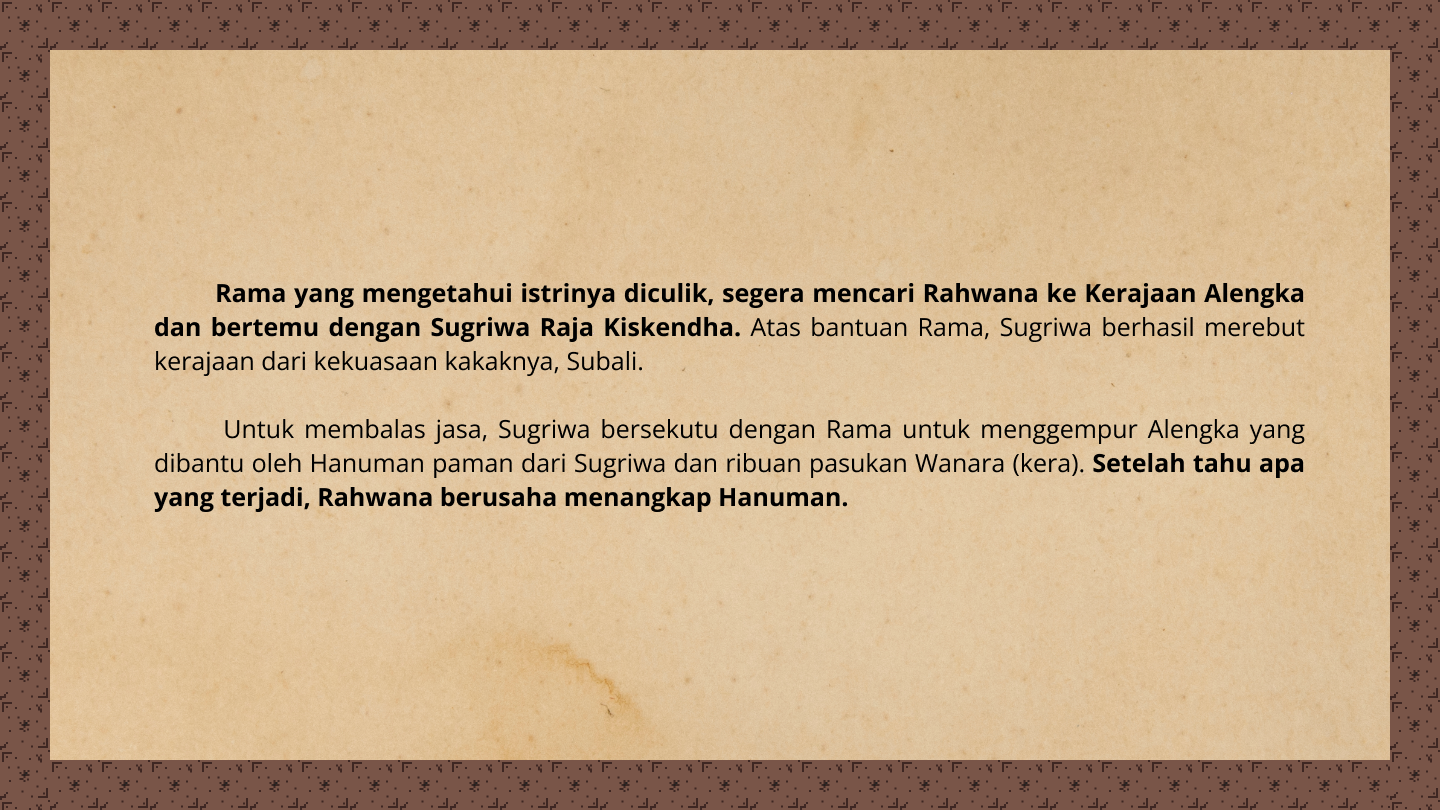 Rama yang mengetahui istrinya diculik, segera mencari Rahwana ke Kerajaan Alengka
dan bertemu dengan Sugriwa Raja Kiskendha. Atas bantuan Rama, Sugriwa berhasil merebut
kerajaan dari kekuasaan kakaknya, Subali.
Untuk membalas jasa, Sugriwa bersekutu dengan Rama untuk menggempur Alengka yang
dibantu oleh Hanuman paman dari Sugriwa dan ribuan pasukan Wanara (kera). Setelah tahu apa
yang terjadi, Rahwana berusaha menangkap Hanuman.